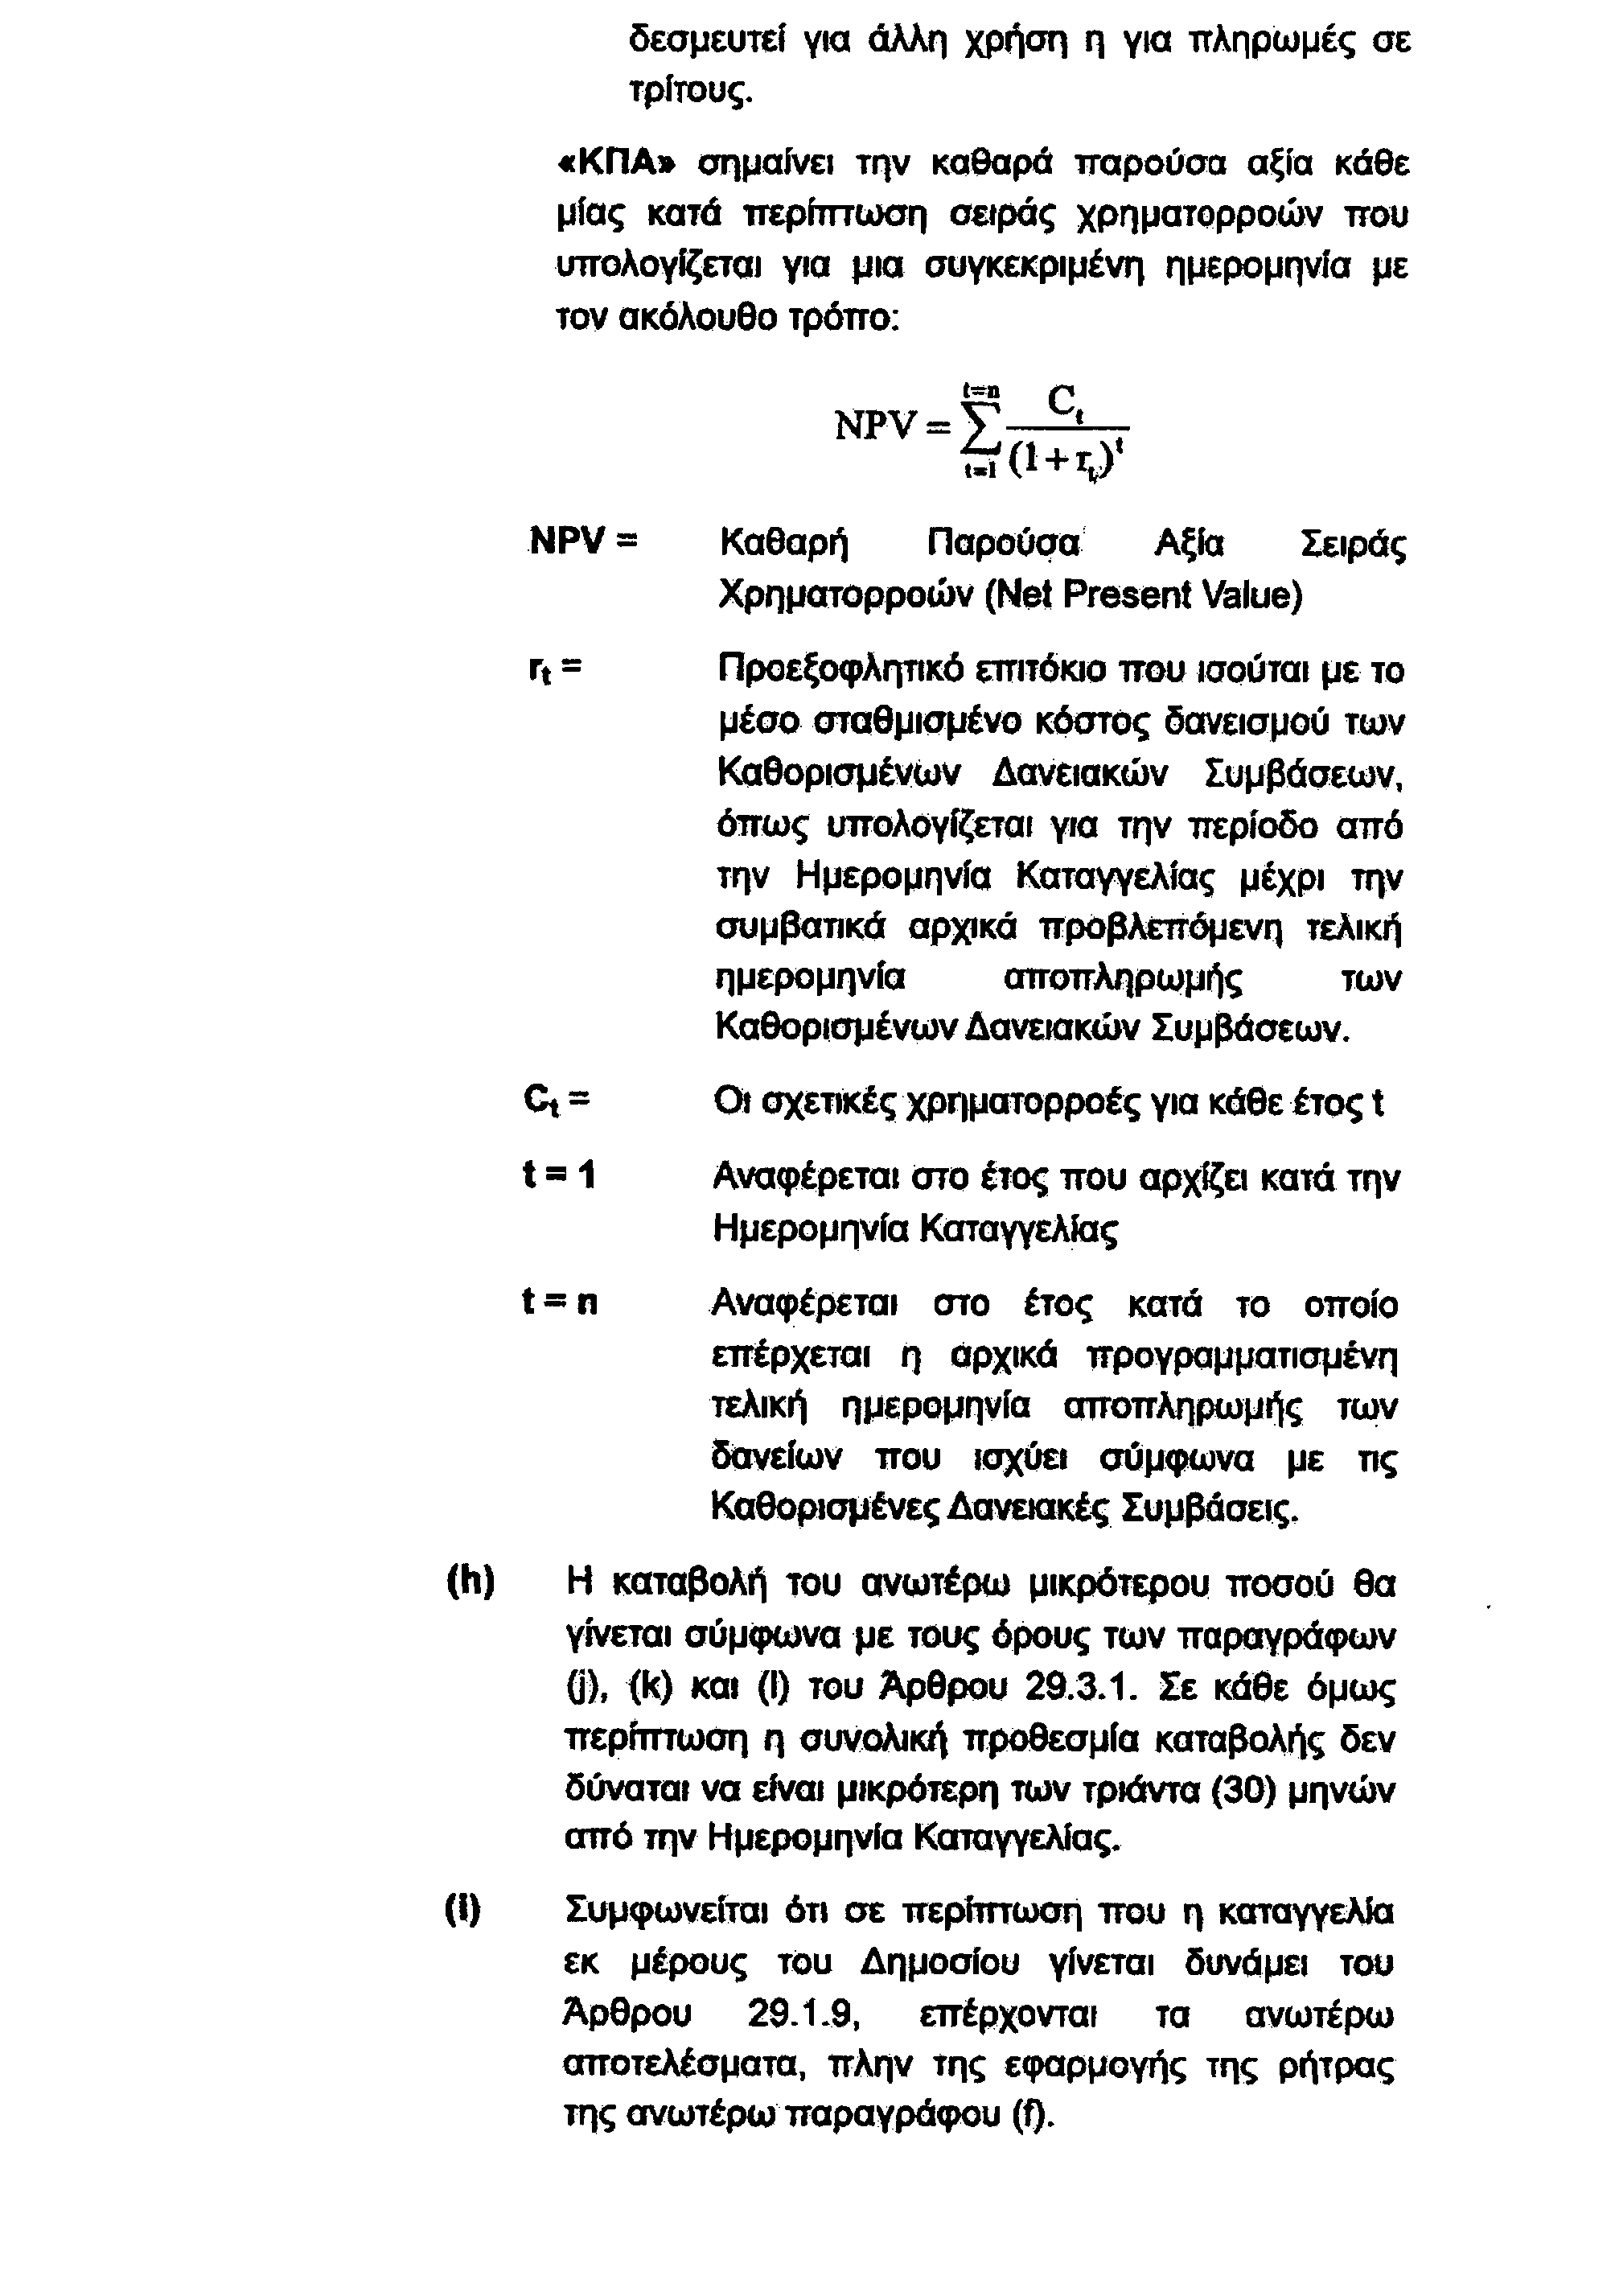 δεσμευτεί για άλλη χρήση η για πληρωμές σε
τρίτους.
«ΚΠΑ» σημαίνει την καθαρά παρούσα αξία κάθε
μίας κατά περίπτωση σειράς χρηματορροών που
υπολογίζεται για μια συγκεκριμένη ημερομηνία με
τον ακόλουθο τρόπο:
NPV = \sum_{t=1}^{t=n} \frac{C_t}{(1+r_t)^t}
NPV = Καθαρή Παρούσα Αξία Σειράς
Χρηματορροών (Net Present Value)
r_t = Προεξοφλητικό επιτόκιο που ισούται με το
μέσο σταθμισμένο κόστος δανεισμού των
Καθορισμένων Δανειακών Συμβάσεων,
όπως υπολογίζεται για την περίοδο από
την Ημερομηνία Καταγγελίας μέχρι την
συμβατικά αρχικά προβλεπόμενη τελική
ημερομηνία αποπληρωμής των
Καθορισμένων Δανειακών Συμβάσεων.
C_t = Οι σχετικές χρηματορροές για κάθε έτος t
t = 1 Αναφέρεται στο έτος που αρχίζει κατά την
Ημερομηνία Καταγγελίας
t = n Αναφέρεται στο έτος κατά το οποίο
επέρχεται η αρχικά προγραμματισμένη
τελική ημερομηνία αποπληρωμής των
δανείων που ισχύει σύμφωνα με τις
Καθορισμένες Δανειακές Συμβάσεις.
(h) Η καταβολή του ανωτέρω μικρότερου ποσού θα
γίνεται σύμφωνα με τους όρους των παραγράφων
(j), (k) και (l) του Άρθρου 29.3.1. Σε κάθε όμως
περίπτωση η συνολική προθεσμία καταβολής δεν
δύναται να είναι μικρότερη των τριάντα (30) μηνών
από την Ημερομηνία Καταγγελίας.
(i) Συμφωνείται ότι σε περίπτωση που η καταγγελία
εκ μέρους του Δημοσίου γίνεται δυνάμει του
Άρθρου 29.1.9, επέρχονται τα ανωτέρω
αποτελέσματα, πλην της εφαρμογής της ρήτρας
της ανωτέρω παραγράφου (f).